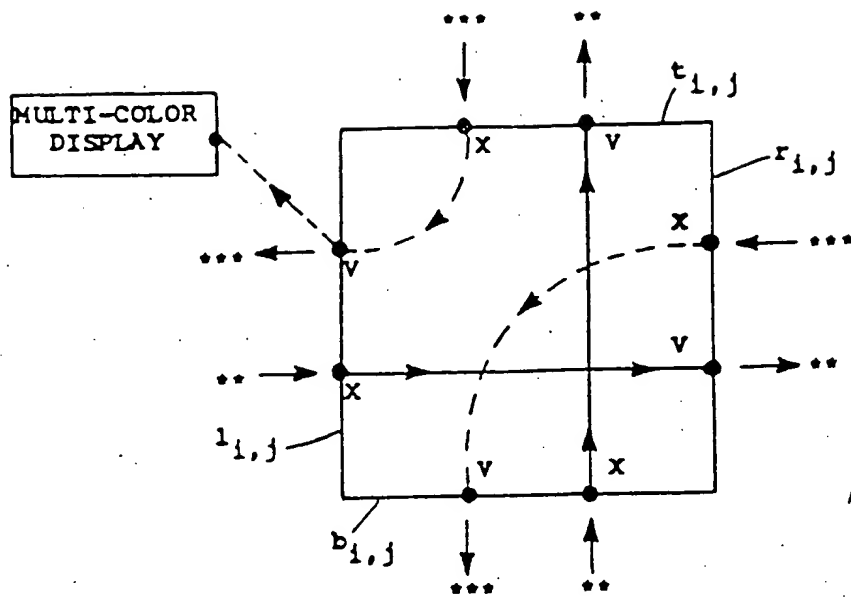 *** **
t i,j
MULTI-COLOR
DISPLAY
X V
r i,j
X
*** V ***
V
** X **
l i,j
V X
b i,j
*** **